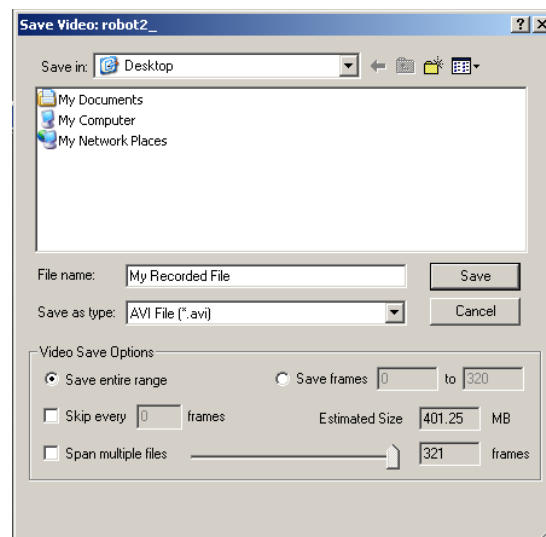 Save Video: robot2_
Save in: Desktop
My Documents
My Computer
My Network Places
File name: My Recorded File Save
Save as type: AVI File (*.avi) Cancel
Video Save Options
Save entire range Save frames 0 to 320
Skip every 0 frames Estimated Size 401.25 MB
Span multiple files 321 frames